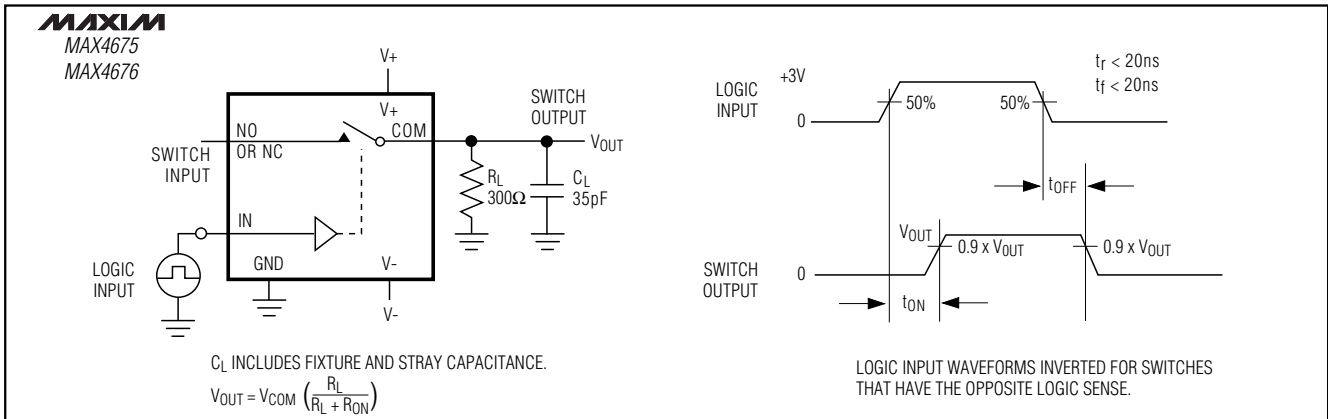 MAXIM
MAX4675
MAX4676
V+
V+
NO
OR NC
COM
SWITCH
INPUT
SWITCH
OUTPUT
VOUT
RL
300Ω
CL
35pF
IN
LOGIC
INPUT
GND
V-
V-
CL INCLUDES FIXTURE AND STRAY CAPACITANCE.
VOUT = VCOM (RL / RL + RON)
LOGIC
INPUT
+3V
0
50%
50%
tr < 20ns
tf < 20ns
tOFF
VOUT
0.9 x VOUT
0.9 x VOUT
SWITCH
OUTPUT
0
tON
LOGIC INPUT WAVEFORMS INVERTED FOR SWITCHES
THAT HAVE THE OPPOSITE LOGIC SENSE.